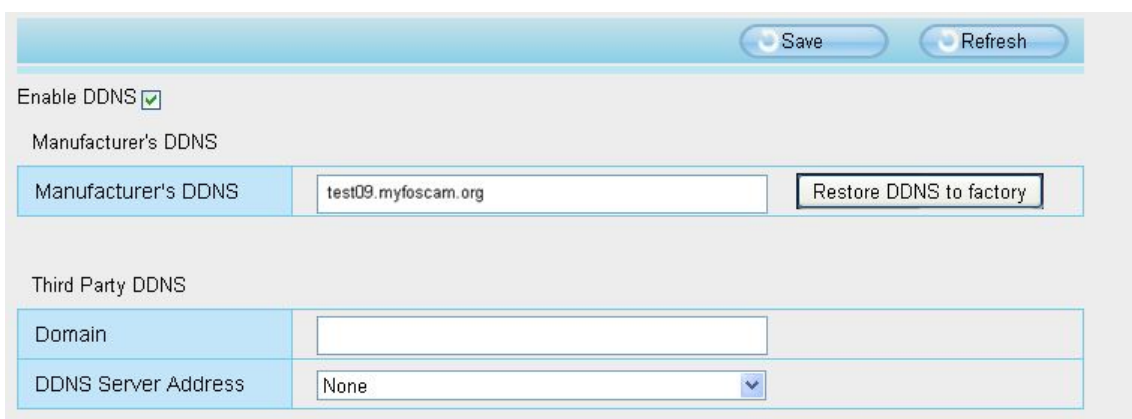 Save Refresh
Enable DDNS
Manufacturer's DDNS
Manufacturer's DDNS test09.myfoscam.org Restore DDNS to factory
Third Party DDNS
Domain
DDNS Server Address None